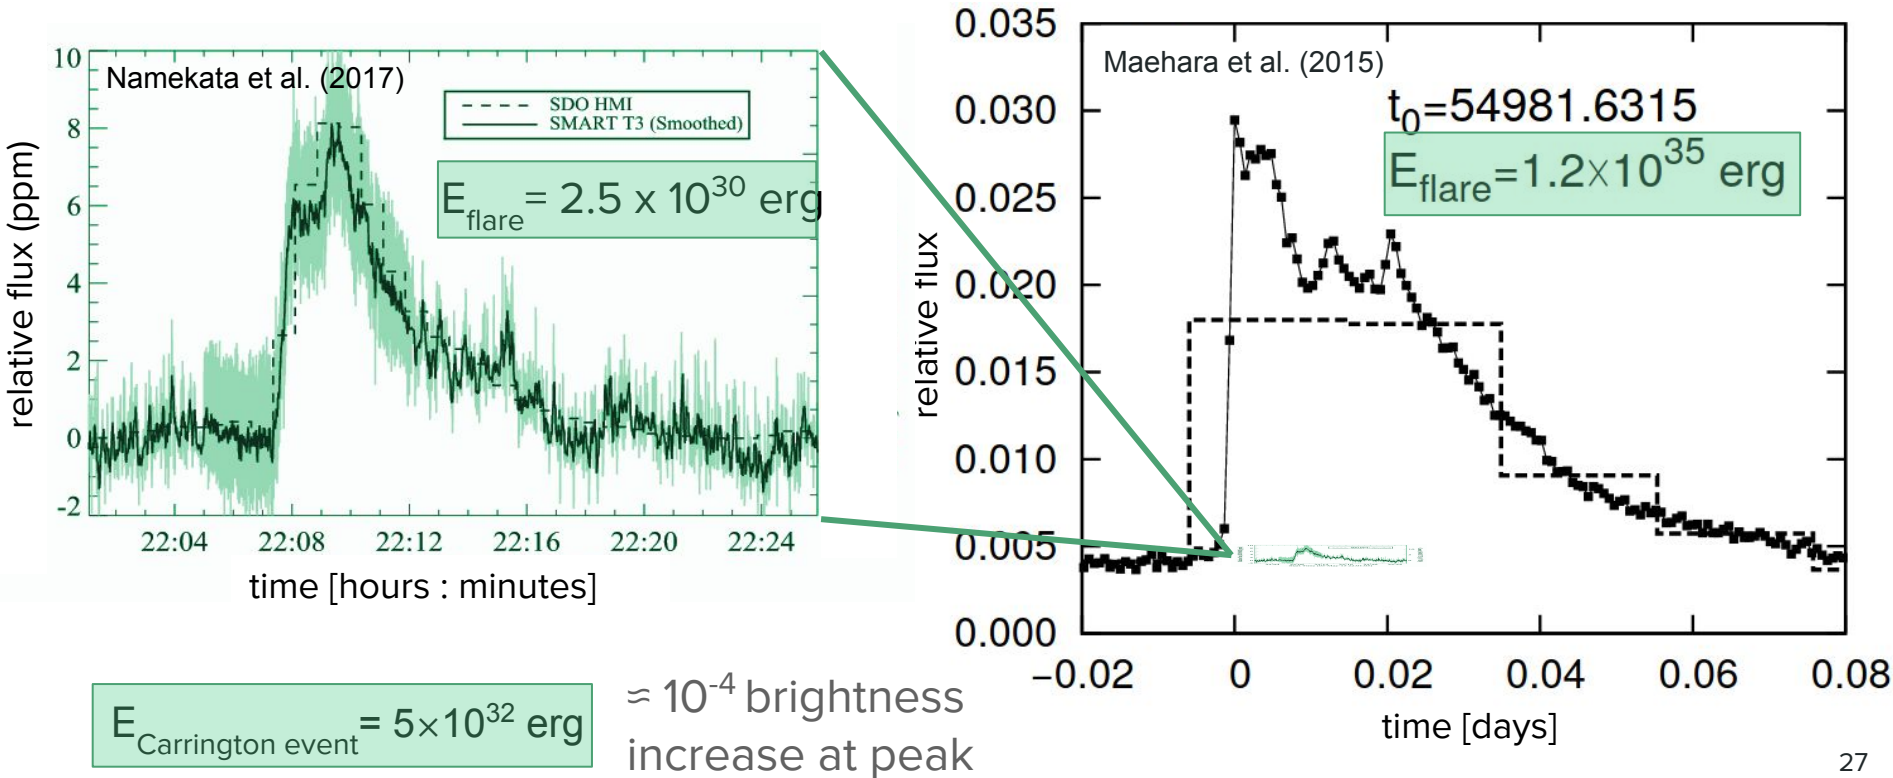 Namekata et al. (2017)
SDO HMI
SMART T3 (Smoothed)
E_flare = 2.5 x 10^30 erg
relative flux (ppm)
10
8
6
4
2
0
-2
22:04 22:08 22:12 22:16 22:20 22:24
time [hours : minutes]
Maehara et al. (2015)
t_0=54981.6315
E_flare=1.2×10^35 erg
relative flux
0.035
0.030
0.025
0.020
0.015
0.010
0.005
0.000
−0.02 0 0.02 0.04 0.06 0.08
time [days]
E_Carrington event = 5×10^32 erg
≈ 10^-4 brightness
increase at peak
27